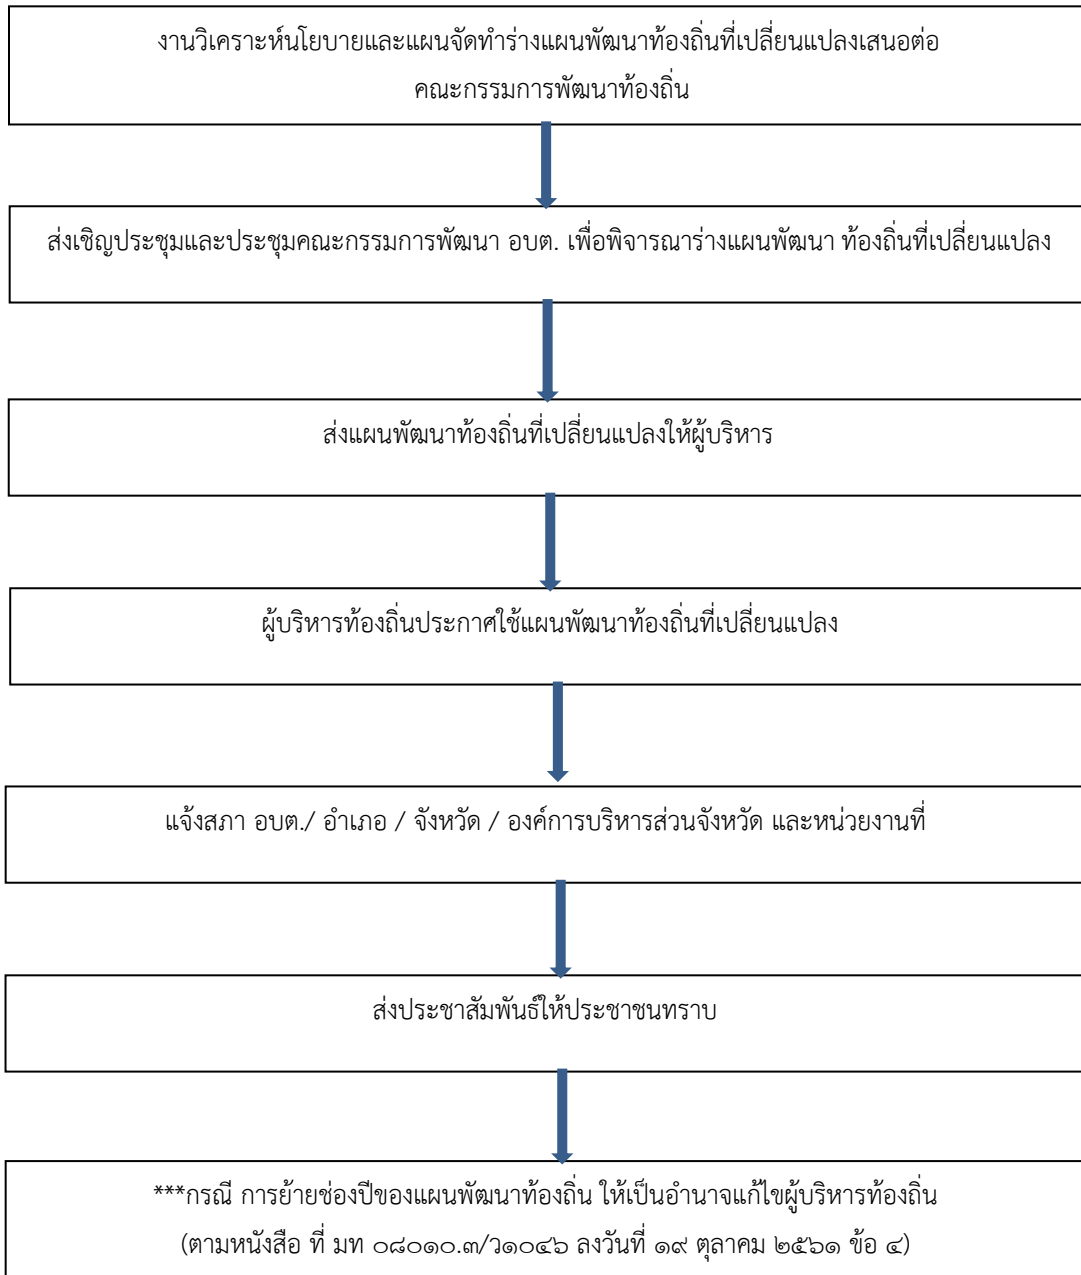 งานวิเคราะห์นโยบายและแผนจัดทำร่างแผนพัฒนาท้องถิ่นที่เปลี่ยนแปลงเสนอต่อ
คณะกรรมการพัฒนาท้องถิ่น
ส่งเชิญประชุมและประชุมคณะกรรมการพัฒนา อบต. เพื่อพิจารณาร่างแผนพัฒนา ท้องถิ่นที่เปลี่ยนแปลง
ส่งแผนพัฒนาท้องถิ่นที่เปลี่ยนแปลงให้ผู้บริหาร
ผู้บริหารท้องถิ่นประกาศใช้แผนพัฒนาท้องถิ่นที่เปลี่ยนแปลง
แจ้งสภา อบต./ อำเภอ / จังหวัด / องค์การบริหารส่วนจังหวัด และหน่วยงานที่
ส่งประชาสัมพันธ์ให้ประชาชนทราบ
***กรณี การย้ายช่องปีของแผนพัฒนาท้องถิ่น ให้เป็นอำนาจแก้ไขผู้บริหารท้องถิ่น
(ตามหนังสือ ที่ มท ๐๘๐๑๐.๓/ว๑๐๔๖ ลงวันที่ ๑๙ ตุลาคม ๒๕๖๑ ข้อ ๔)